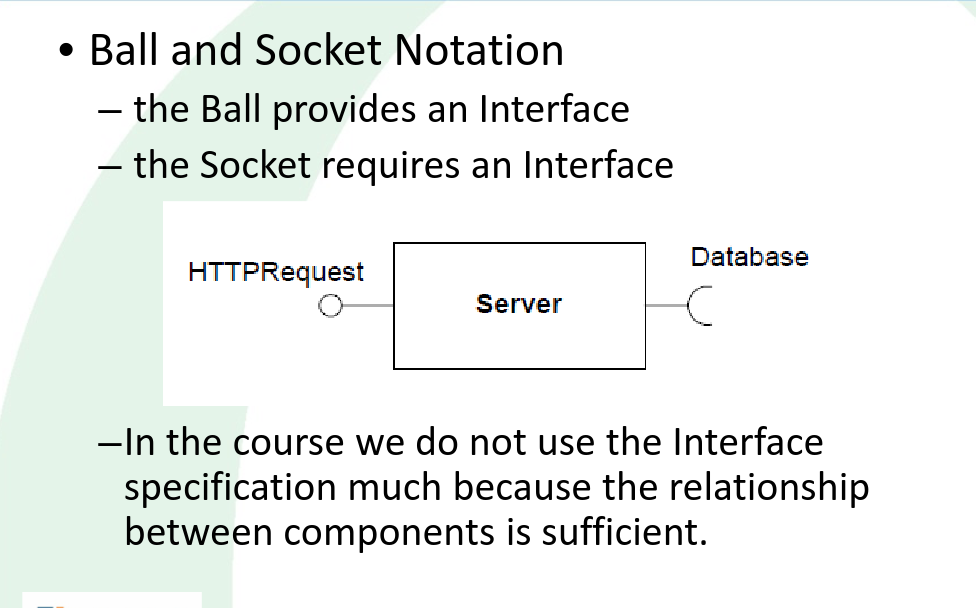 • Ball and Socket Notation
– the Ball provides an Interface
– the Socket requires an Interface
HTTPRequest
Server
Database
–In the course we do not use the Interface
specification much because the relationship
between components is sufficient.